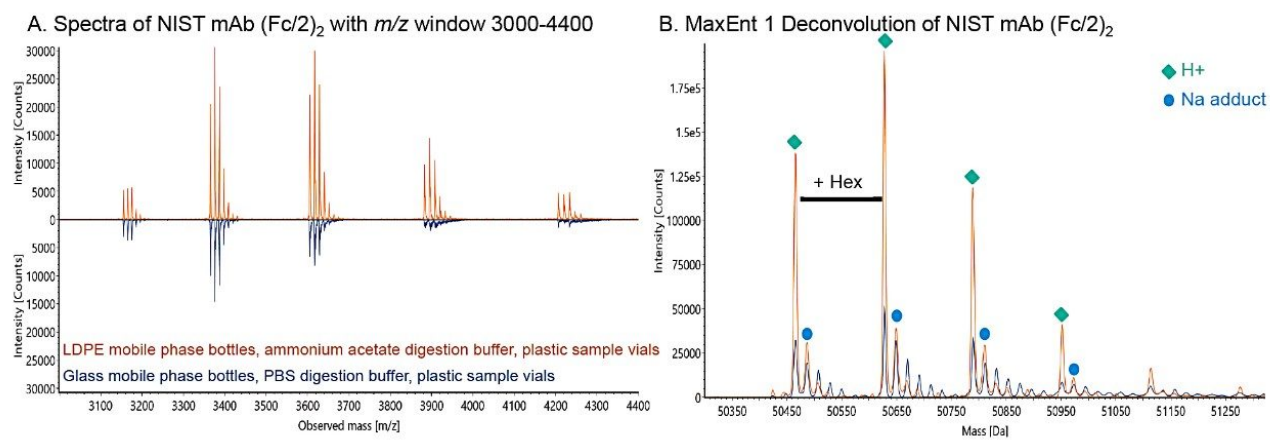 A. Spectra of NIST mAb (Fc/2)2 with m/z window 3000-4400
30000
25000
20000
15000
10000
5000
0
5000
10000
15000
20000
25000
30000
Intensity [Counts]
Intensity [Counts]
LDPE mobile phase bottles, ammonium acetate digestion buffer, plastic sample vials
Glass mobile phase bottles, PBS digestion buffer, plastic sample vials
3100 3200 3300 3400 3500 3600 3700 3800 3900 4000 4100 4200 4300 4400
Observed mass [m/z]
B. MaxEnt 1 Deconvolution of NIST mAb (Fc/2)2
H+
Na adduct
+ Hex
1.75e5
1.5e5
1.25e5
100000
75000
50000
25000
0
Intensity [Counts]
50350 50450 50550 50650 50750 50850 50950 51050 51150 51250
Mass [Da]